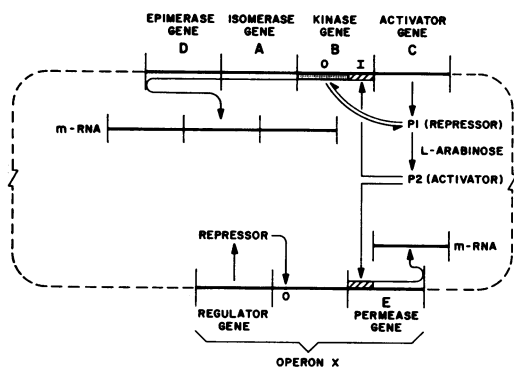 EPIMERASE GENE D
ISOMERASE GENE A
KINASE GENE B
ACTIVATOR GENE C
O I
m-RNA
P1 (REPRESSOR)
L-ARABINOSE
P2 (ACTIVATOR)
REPRESSOR
m-RNA
O
REGULATOR GENE
E
PERMEASE GENE
OPERON X